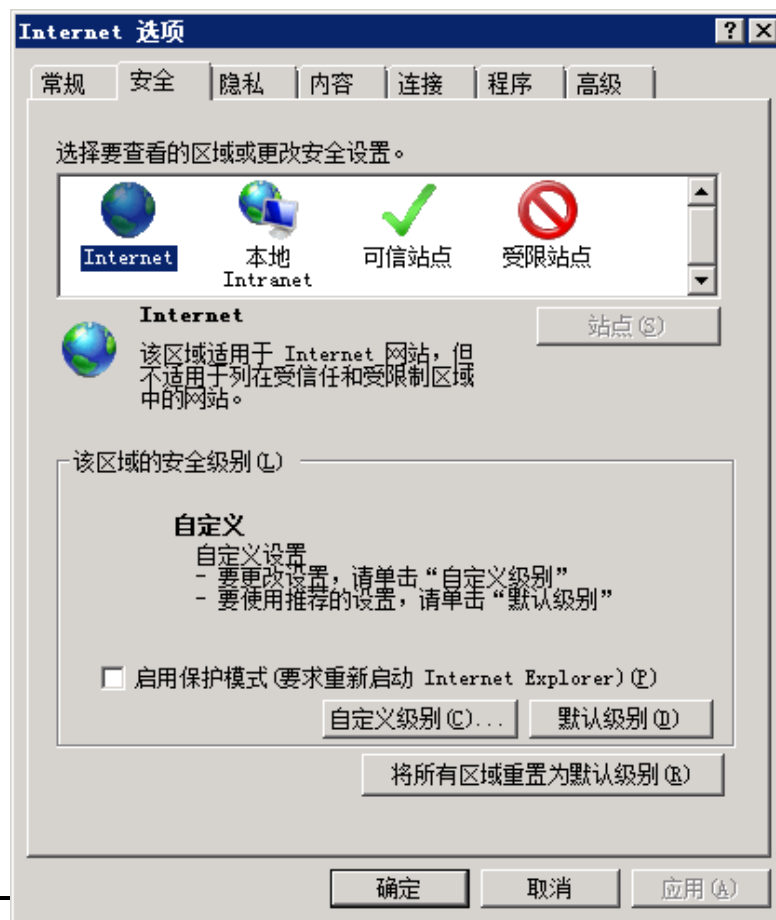 Internet 选项
常规 安全 隐私 内容 连接 程序 高级
选择要查看的区域或更改安全设置。
Internet 本地 可信站点 受限站点
Intranet
Internet
站点(S)
该区域适用于 Internet 网站，但
不适用于列在受信任和受限制区域
中的网站。
该区域的安全级别(L)
自定义
自定义设置
- 要更改设置，请单击“自定义级别”
- 要使用推荐的设置，请单击“默认级别”
启用保护模式(要求重新启动 Internet Explorer)(P)
自定义级别(C)... 默认级别(D)
将所有区域重置为默认级别(R)
确定 取消 应用(A)